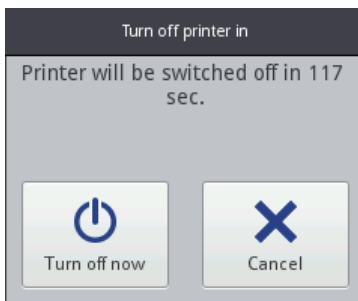 Turn off printer in
Printer will be switched off in 117
sec.
Turn off now
Cancel